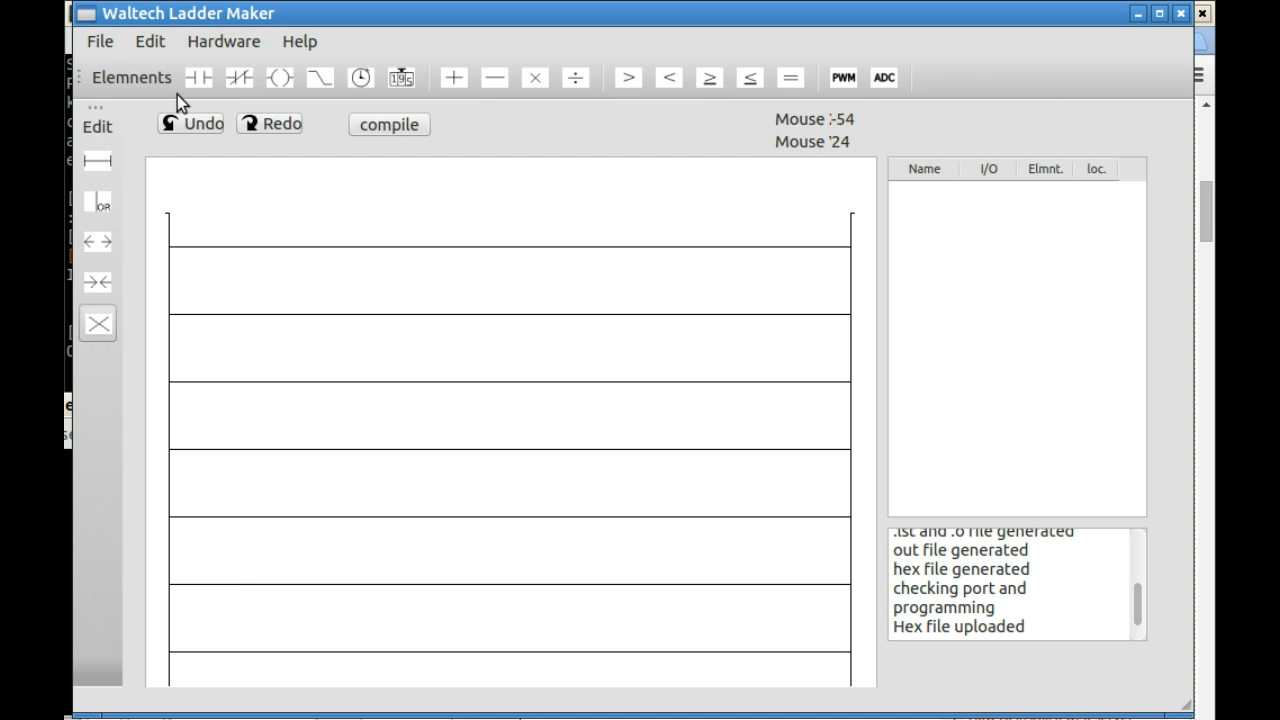 Waltech Ladder Maker
File Edit Hardware Help
Elemnents
195
+ − × ÷ > < ≥ ≤ = PWM ADC
Edit
Undo Redo compile
Mouse :-54
Mouse '24
OR
Name I/O Elmnt. loc.
.lst and .o file generated
out file generated
hex file generated
checking port and
programming
Hex file uploaded